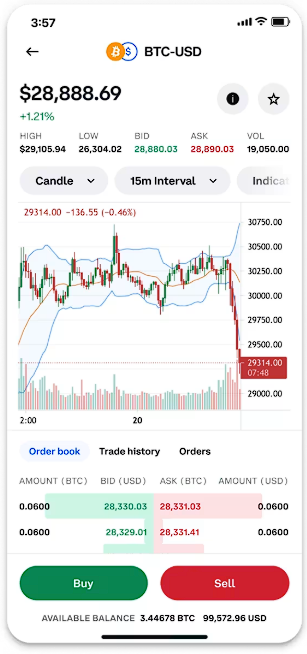 3:57
BTC-USD
$28,888.69
+1.21%
HIGH LOW BID ASK VOL
$29,105.94 26,304.02 28,880.03 28,890.03 19,050.00
Candle 15m Interval Indica
29314.00 −136.55 (−0.46%)
30750.00
30500.00
30250.00
30000.00
29750.00
29500.00
29314.00
07:48
29000.00
2:00 20
Order book Trade history Orders
AMOUNT (BTC) BID (USD) ASK (BTC) AMOUNT (USD)
0.0600 28,330.03 28,331.03 0.0600
0.0600 28,329.01 28,331.41 0.0600
Buy Sell
AVAILABLE BALANCE 3.44678 BTC 99,572.96 USD